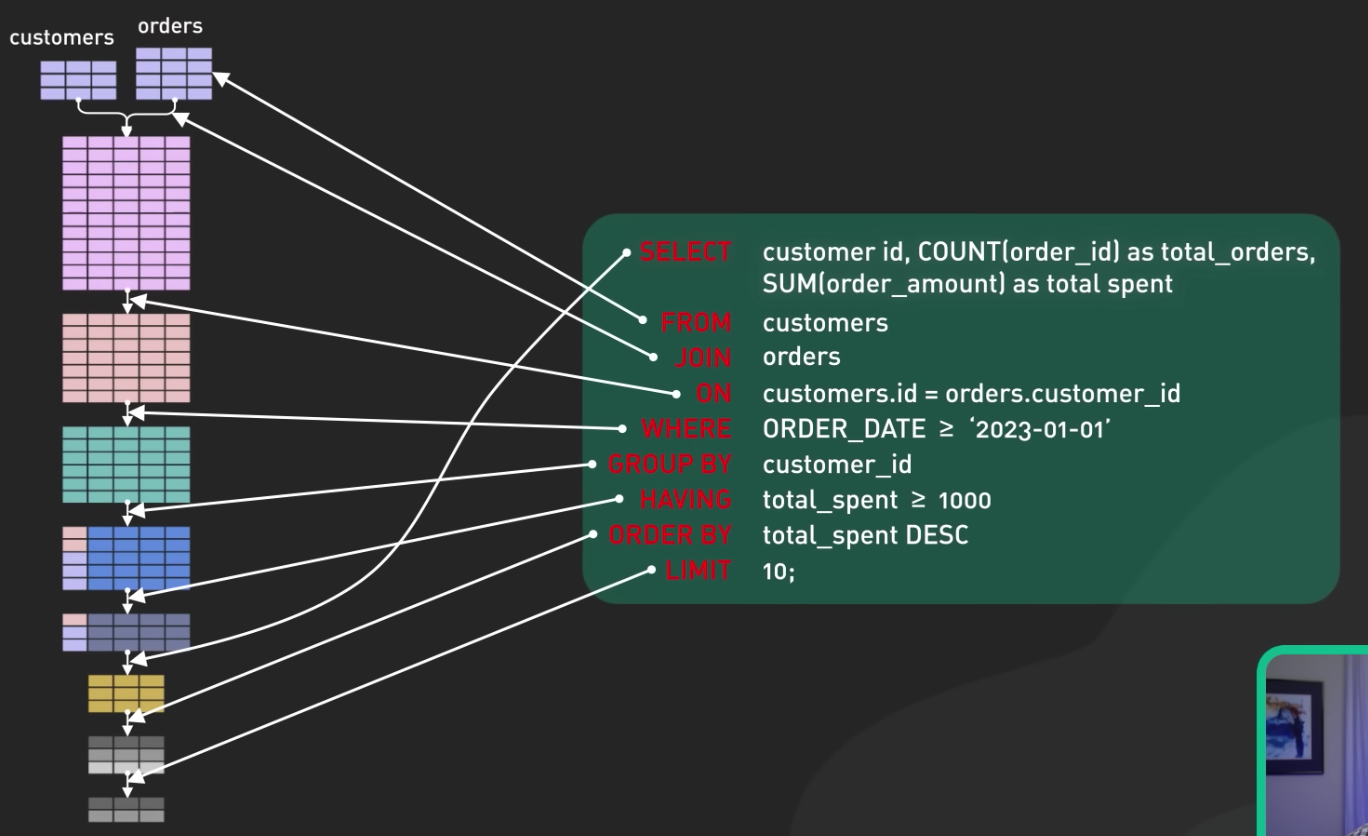 customers
orders
SELECT customer id, COUNT(order_id) as total_orders,
SUM(order_amount) as total spent
FROM customers
JOIN orders
ON customers.id = orders.customer_id
WHERE ORDER_DATE ≥ ‘2023-01-01’
GROUP BY customer_id
HAVING total_spent ≥ 1000
ORDER BY total_spent DESC
LIMIT 10;